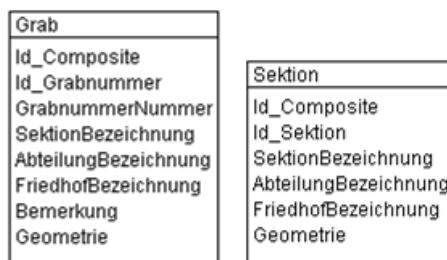 Grab
Id_Composite
Id_Grabnummer
GrabnummerNummer
SektionBezeichnung
AbteilungBezeichnung
FriedhofBezeichnung
Bemerkung
Geometrie
Sektion
Id_Composite
Id_Sektion
SektionBezeichnung
AbteilungBezeichnung
FriedhofBezeichnung
Geometrie